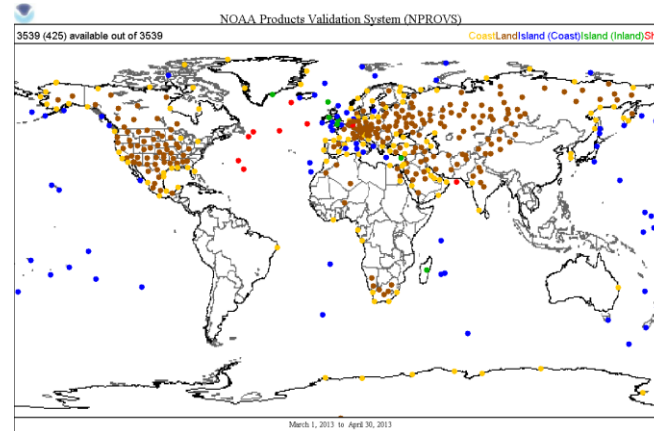 NOAA Products Validation System (NPROVS)
3539 (425) available out of 3539 CoastLandIsland (Coast)Island (Inland)Sh
March 1, 2013 to April 30, 2013